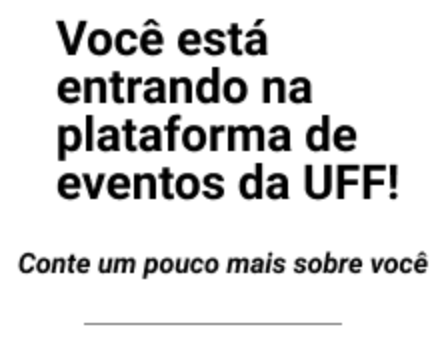 Você está
entrando na
plataforma de
eventos da UFF!
Conte um pouco mais sobre você